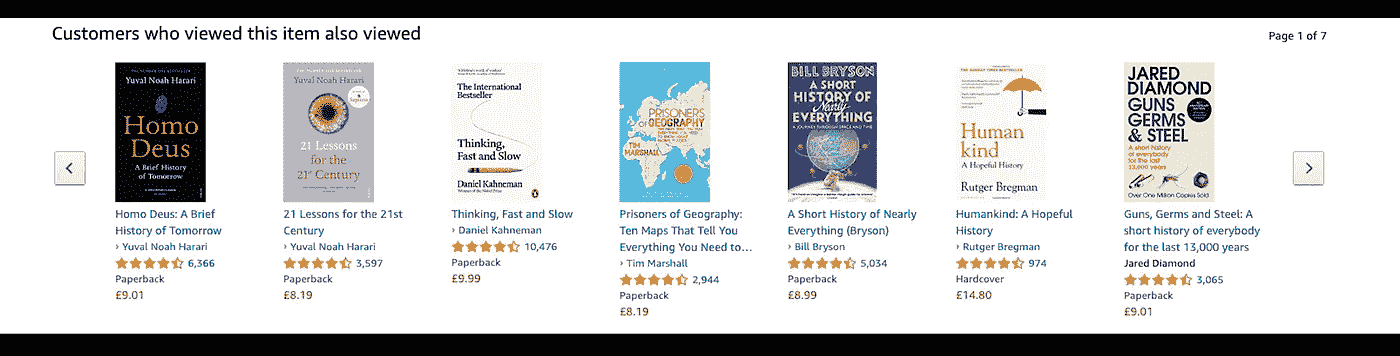 Customers who viewed this item also viewed
Page 1 of 7
Yuval Noah Harari
Homo
Deus
A Brief History
of Tomorrow
Homo Deus: A Brief
History of Tomorrow
› Yuval Noah Harari
6,366
Paperback
£9.01
Yuval Noah Harari
21 Lessons
for the
21st Century
21 Lessons for the 21st
Century
› Yuval Noah Harari
3,597
Paperback
£8.19
The International
Bestseller
Thinking,
Fast and Slow
Daniel Kahneman
Thinking, Fast and Slow
› Daniel Kahneman
10,476
Paperback
£9.99
PRISONERS
OF GEOGRAPHY
TIM
MARSHALL
Prisoners of Geography:
Ten Maps That Tell You
Everything You Need to…
› Tim Marshall
2,944
Paperback
£8.19
BILL BRYSON
A SHORT
HISTORY OF
Nearly
EVERYTHING
A JOURNEY THROUGH SPACE AND TIME
A Short History of Nearly
Everything (Bryson)
› Bill Bryson
5,034
Paperback
£8.99
Human
kind
A Hopeful History
Rutger Bregman
Humankind: A Hopeful
History
› Rutger Bregman
974
Hardcover
£14.80
JARED
DIAMOND
GUNS
GERMS
& STEEL
A short history
of everybody
for the last
13,000 years
Over One Million Copies Sold
Guns, Germs and Steel: A
short history of everybody
for the last 13,000 years
Jared Diamond
3,065
Paperback
£9.01